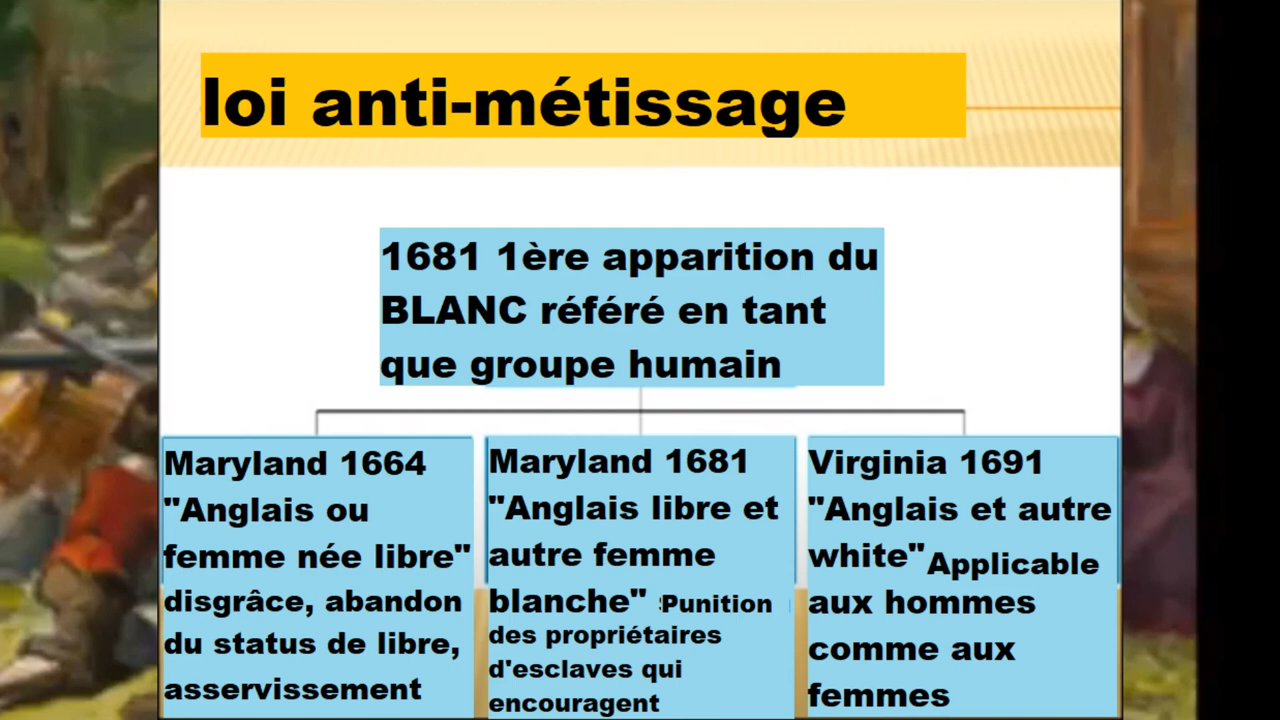 loi anti-métissage
1681 1ère apparition du
BLANC référé en tant
que groupe humain
Maryland 1664
"Anglais ou
femme née libre"
disgrâce, abandon
du status de libre,
asservissement
Maryland 1681
"Anglais libre et
autre femme
blanche" Punition
des propriétaires
d'esclaves qui
encouragent
Virginia 1691
"Anglais et autre
white" Applicable
aux hommes
comme aux
femmes